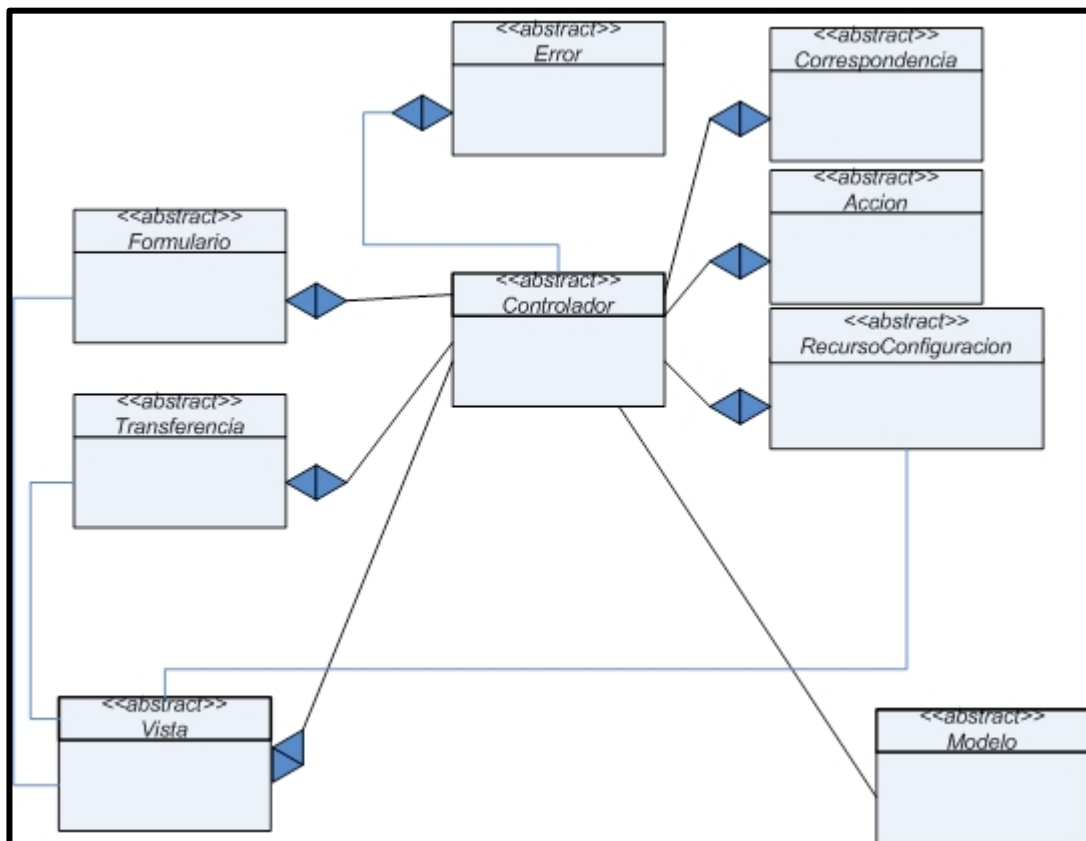 <<abstract>>
Error
<<abstract>>
Correspondencia
<<abstract>>
Accion
<<abstract>>
Formulario
<<abstract>>
Controlador
<<abstract>>
RecursoConfiguracion
<<abstract>>
Transferencia
<<abstract>>
Vista
<<abstract>>
Modelo